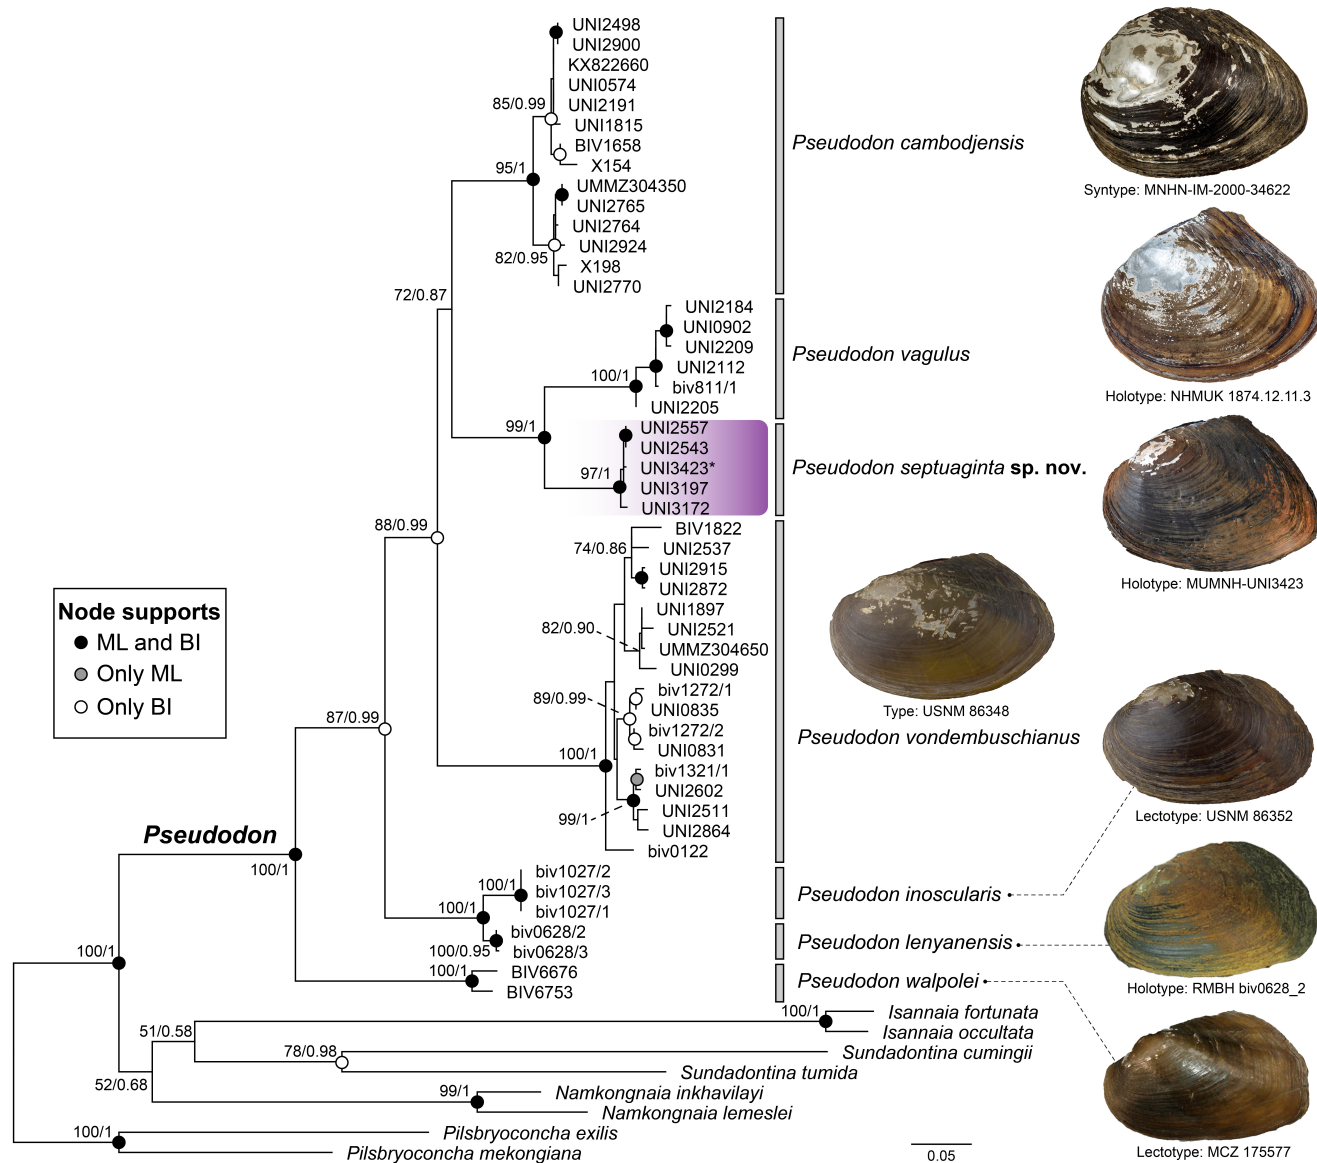 UNI2498
UNI2900
KX822660
UNI0574
85/0.99
UNI2191
UNI1815
BIV1658
95/1
X154
UMMZ304350
UNI2765
UNI2764
UNI2924
82/0.95
X198
UNI2770
Pseudodon cambodjensis
Syntype: MNHN-IM-2000-34622
72/0.87
UNI2184
UNI0902
UNI2209
UNI2112
100/1
biv811/1
UNI2205
Pseudodon vagulus
Holotype: NHMUK 1874.12.11.3
99/1
UNI2557
UNI2543
97/1
UNI3423*
UNI3197
UNI3172
Pseudodon septuaginta sp. nov.
Holotype: MUMNH-UNI3423
88/0.99
BIV1822
74/0.86
UNI2537
UNI2915
UNI2872
UNI1897
82/0.90
UNI2521
UMMZ304650
UNI0299
biv1272/1
89/0.99
UNI0835
biv1272/2
UNI0831
100/1
biv1321/1
UNI2602
UNI2511
99/1
UNI2864
biv0122
Type: USNM 86348
Pseudodon vondembuschianus
Lectotype: USNM 86352
Node supports
ML and BI
Only ML
Only BI
87/0.99
Pseudodon
100/1
biv1027/2
100/1
biv1027/3
100/1
biv1027/1
Pseudodon inoscularis
biv0628/2
100/0.95
biv0628/3
Pseudodon lenyanensis
Holotype: RMBH biv0628_2
100/1
BIV6676
BIV6753
Pseudodon walpolei
Lectotype: MCZ 175577
100/1
100/1
Isannaia fortunata
Isannaia occultata
51/0.58
78/0.98
Sundadontina cumingii
Sundadontina tumida
52/0.68
99/1
Namkongnaia inkhavilayi
Namkongnaia lemeslei
100/1
Pilsbryoconcha exilis
Pilsbryoconcha mekongiana
0.05